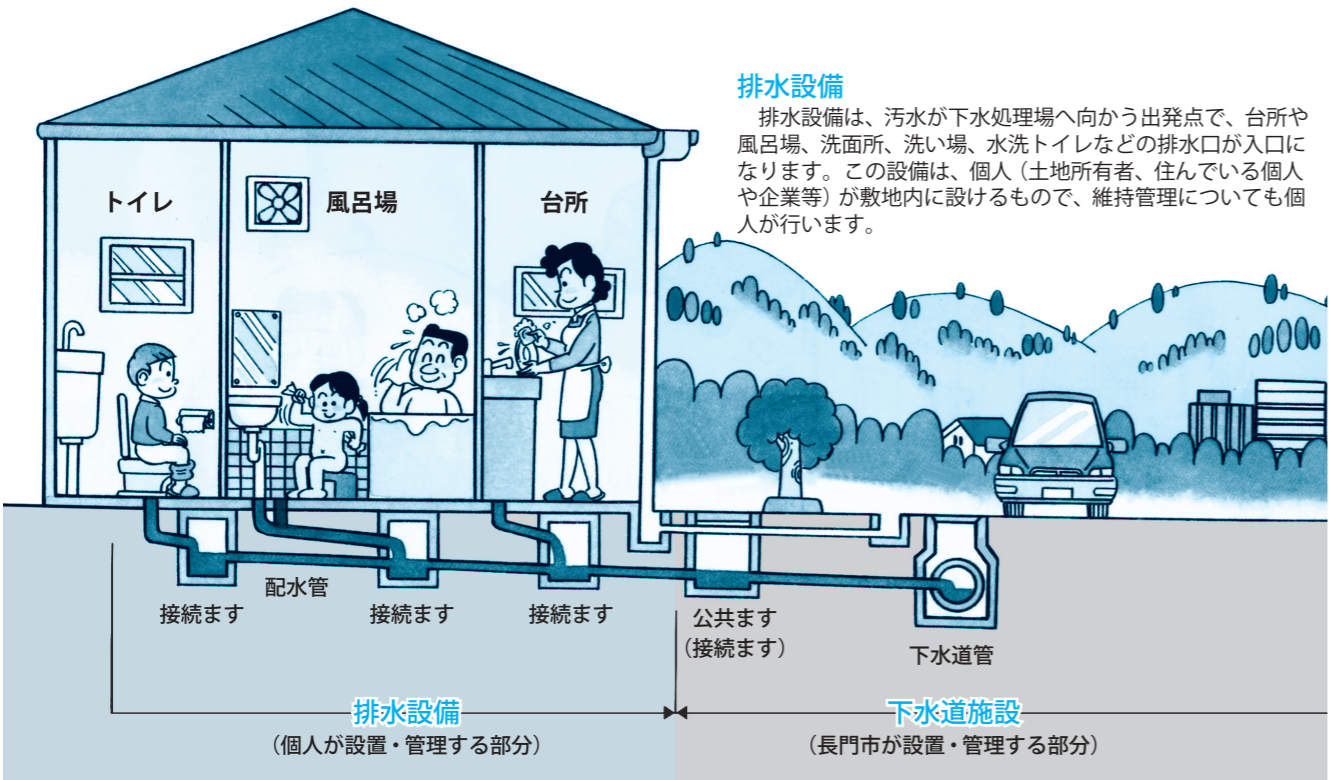 排水設備
排水設備は、汚水が下水処理場へ向かう出発点で、台所や
風呂場、洗面所、洗い場、水洗トイレなどの排水口が入口に
なります。この設備は、個人(土地所有者、住んでいる個人
や企業等)が敷地内に設けるもので、維持管理についても個
人が行います。
トイレ
風呂場
台所
配水管
接続ます
接続ます
接続ます
公共ます
(接続ます)
下水道管
排水設備
(個人が設置・管理する部分)
下水道施設
(長門市が設置・管理する部分)